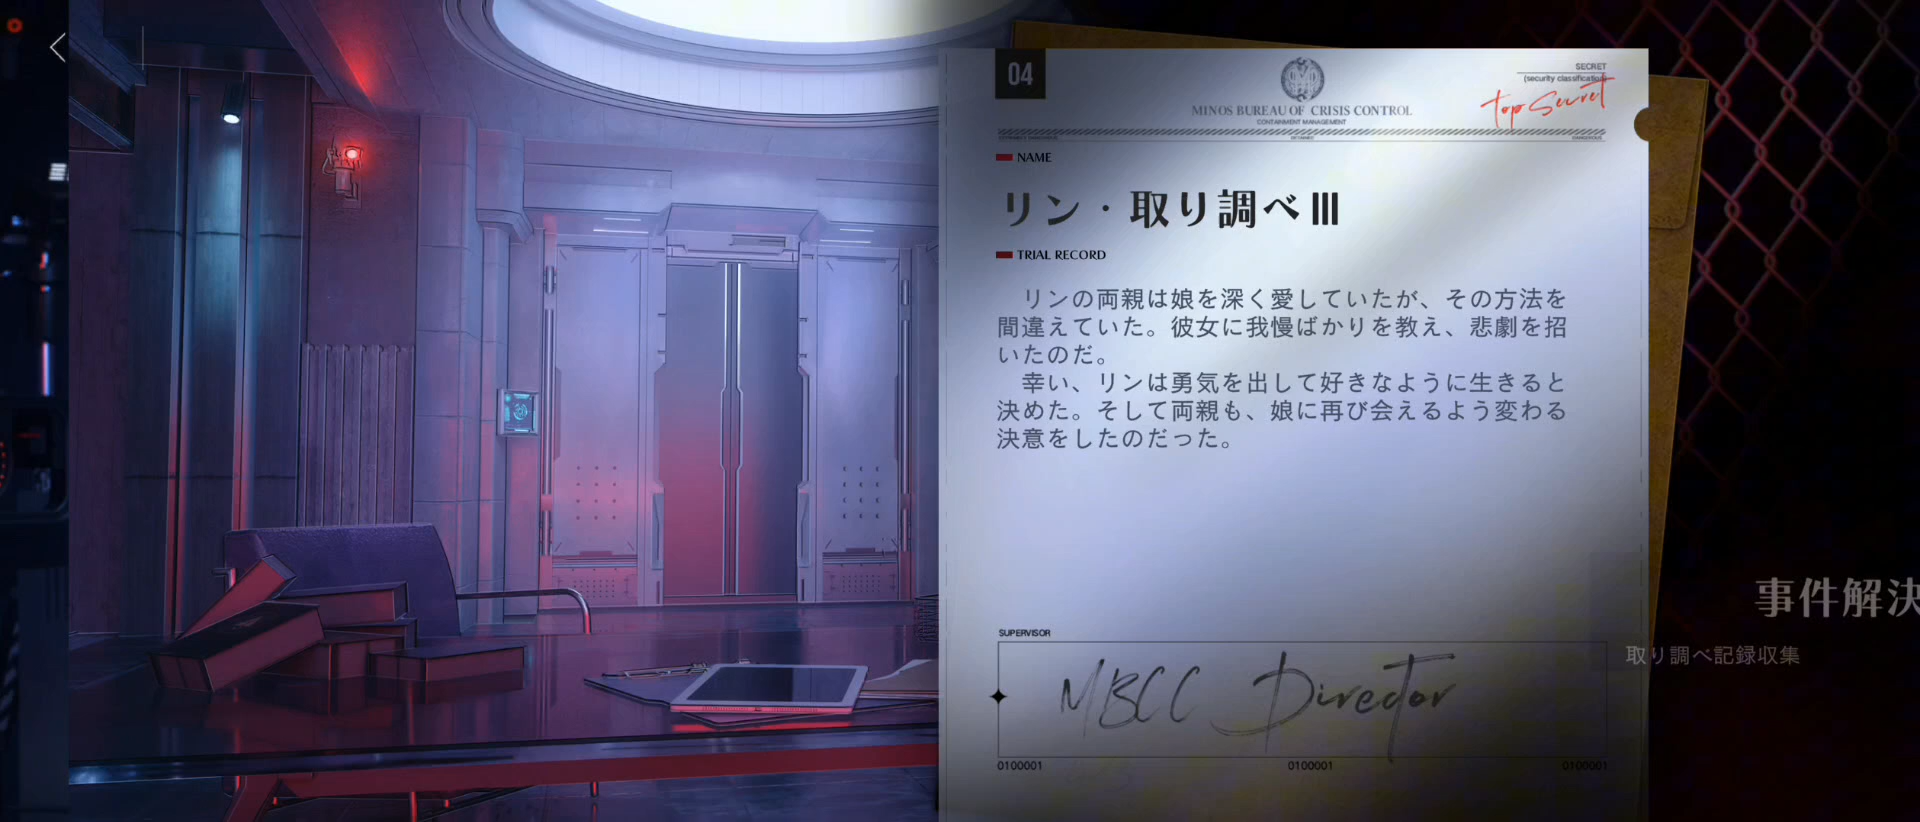 04
MINOS BUREAU OF CRISIS CONTROL
CONTAINMENT MANAGEMENT
SECRET
(security classification)
Top Secret
NAME
リン・取り調べⅢ
TRIAL RECORD
リンの両親は娘を深く愛していたが、その方法を
間違えていた。彼女に我慢ばかりを教え、悲劇を招
いたのだ。
幸い、リンは勇気を出して好きなように生きると
決めた。そして両親も、娘に再び会えるよう変わる
決意をしたのだった。
SUPERVISOR
MBCC Director
0100001
0100001
0100001
事件解決
取り調べ記録収集